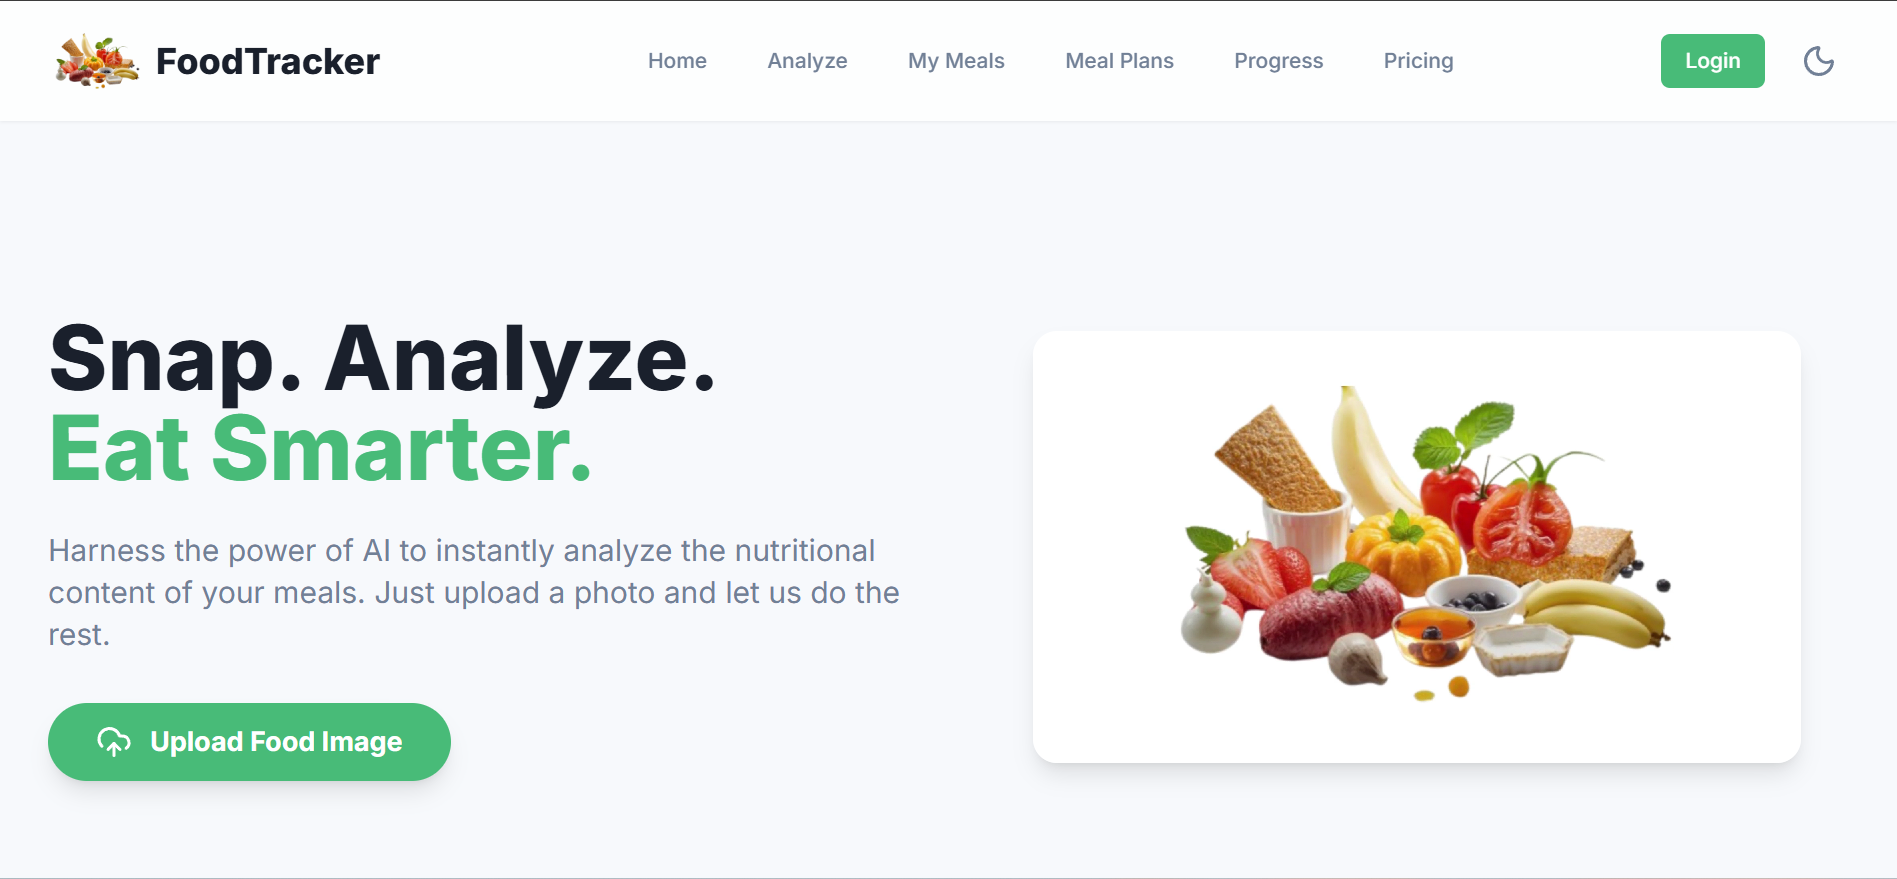 FoodTracker
Home
Analyze
My Meals
Meal Plans
Progress
Pricing
Login
Snap. Analyze.
Eat Smarter.
Harness the power of AI to instantly analyze the nutritional
content of your meals. Just upload a photo and let us do the
rest.
Upload Food Image